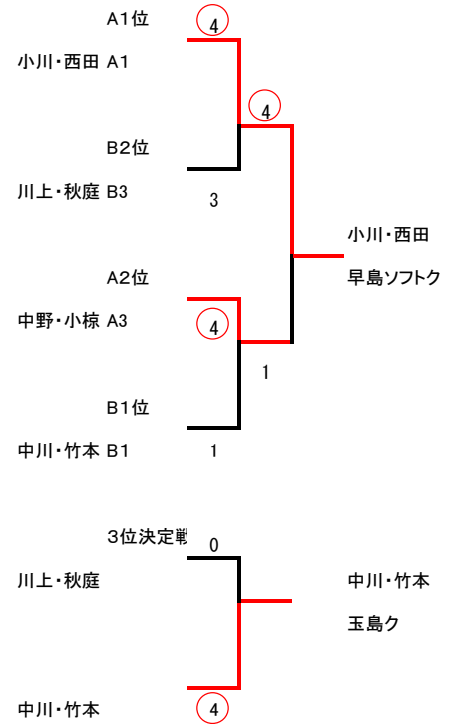 A1位
4
小川・西田 A1
4
B2位
川上・秋庭 B3
3
小川・西田
A2位
早島ソフトク
中野・小椋 A3
4
1
B1位
中川・竹本 B1
1
3位決定戦
0
川上・秋庭
中川・竹本
玉島ク
中川・竹本
4